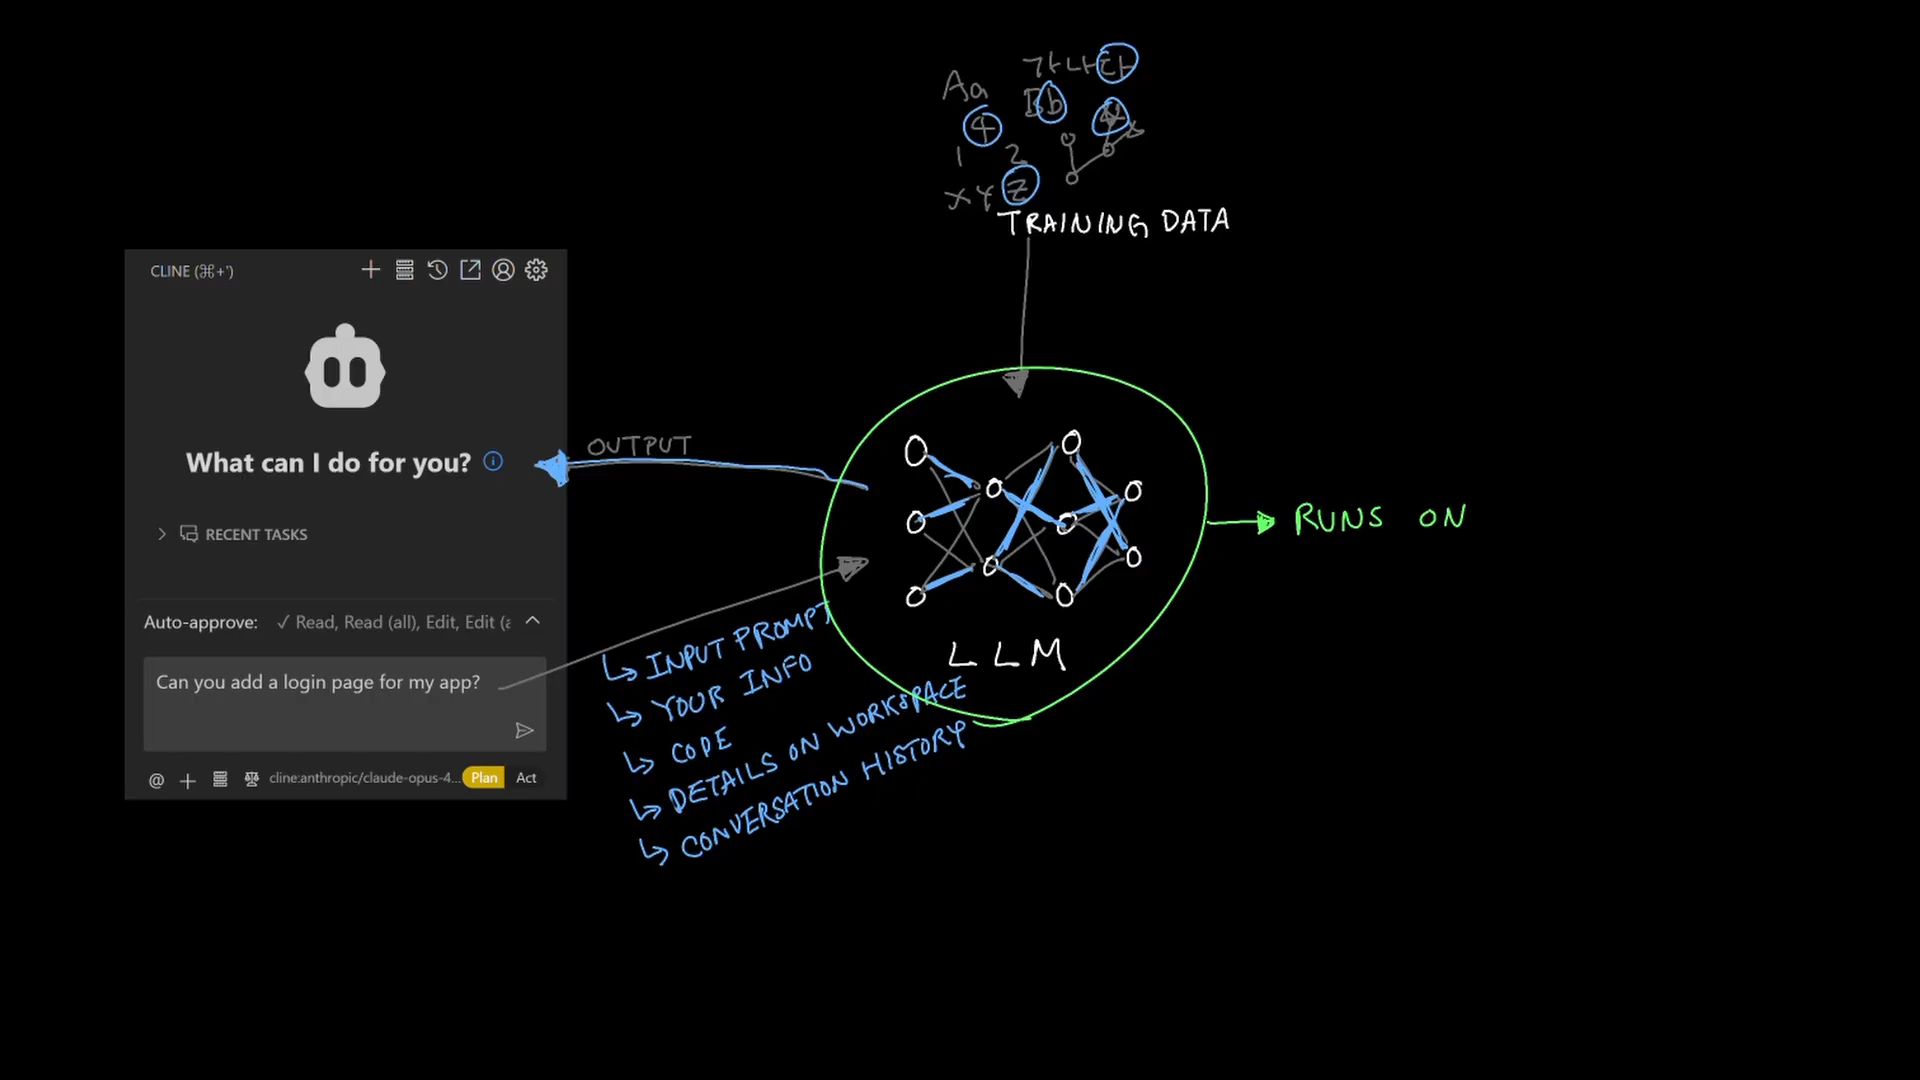 Aa
가나다
Bb
4
1 2
X Y Z
TRAINING DATA
CLINE (⌘+')
What can I do for you?
RECENT TASKS
Auto-approve: ✓ Read, Read (all), Edit, Edit (
Can you add a login page for my app?
@ + cline:anthropic/claude-opus-4... Plan Act
OUTPUT
↳ INPUT PROMPT
↳ YOUR INFO
↳ CODE
↳ DETAILS ON WORKSPACE
↳ CONVERSATION HISTORY
LLM
RUNS ON